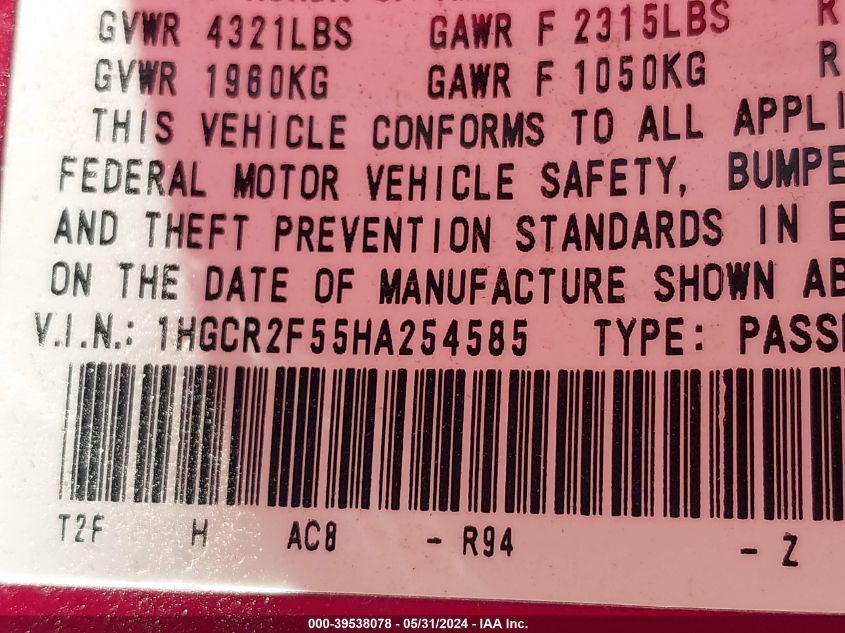 GVWR 4321LBS GAWR F 2315LBS R
GVWR 1960KG GAWR F 1050KG R
THIS VEHICLE CONFORMS TO ALL APPLI
FEDERAL MOTOR VEHICLE SAFETY, BUMPE
AND THEFT PREVENTION STANDARDS IN E
ON THE DATE OF MANUFACTURE SHOWN AB
V.I.N.: 1HGCR2F55HA254585 TYPE: PASSE
T2F H AC8 - R94 - Z
000-39538078 - 05/31/2024 - IAA Inc.